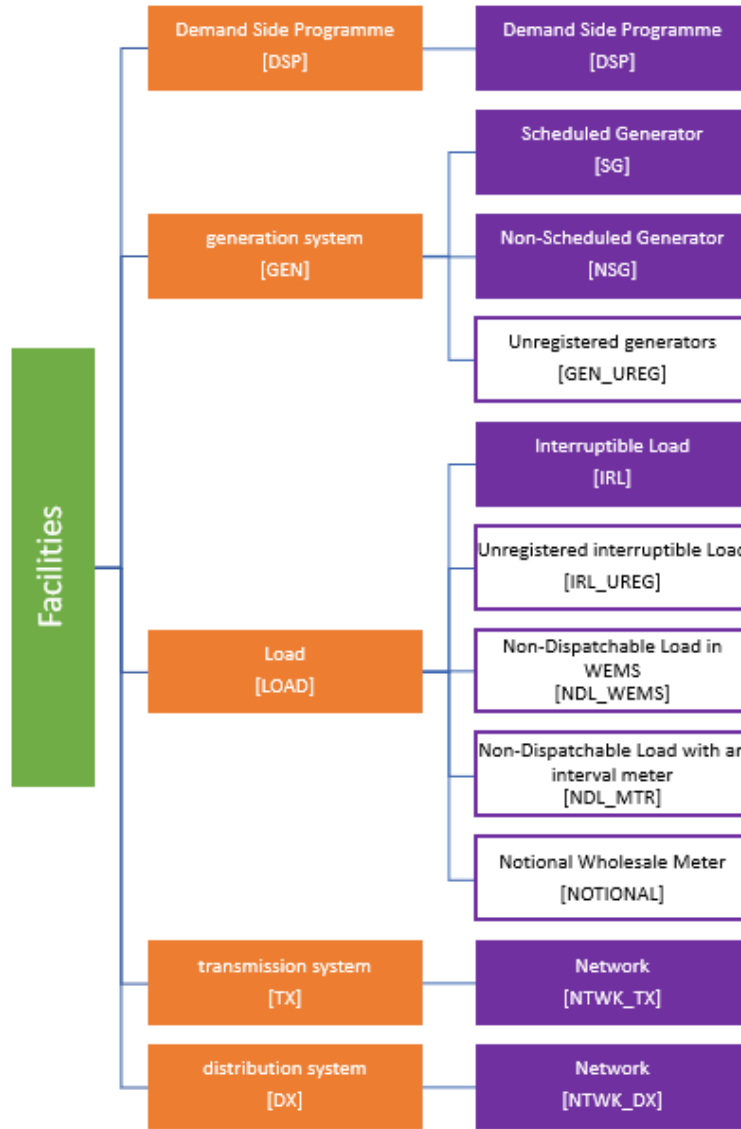 Facilities
Demand Side Programme
[DSP]
Demand Side Programme
[DSP]
generation system
[GEN]
Scheduled Generator
[SG]
Non-Scheduled Generator
[NSG]
Unregistered generators
[GEN_UREG]
Load
[LOAD]
Interruptible Load
[IRL]
Unregistered interruptible Load
[IRL_UREG]
Non-Dispatchable Load in
WEMS
[NDL_WEMS]
Non-Dispatchable Load with an
interval meter
[NDL_MTR]
Notional Wholesale Meter
[NOTIONAL]
transmission system
[TX]
Network
[NTWK_TX]
distribution system
[DX]
Network
[NTWK_DX]